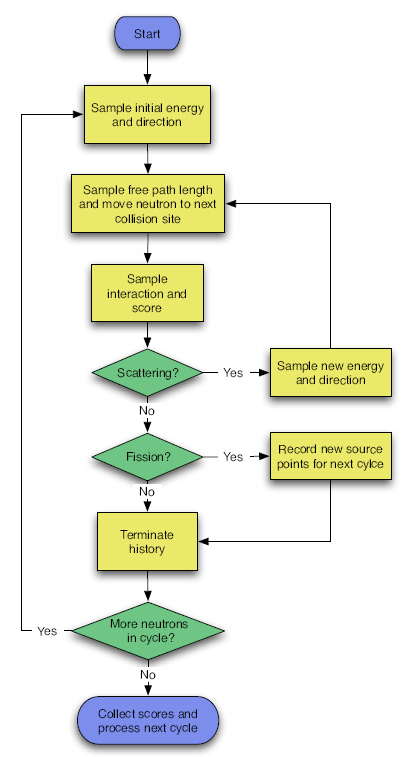 Start
Sample initial energy
and direction
Sample free path length
and move neutron to next
collision site
Sample
interaction and
score
Scattering?
Yes
Sample new energy
and direction
No
Fission?
Yes
Record new source
points for next cylce
No
Terminate
history
More neutrons
in cycle?
Yes
No
Collect scores and
process next cycle